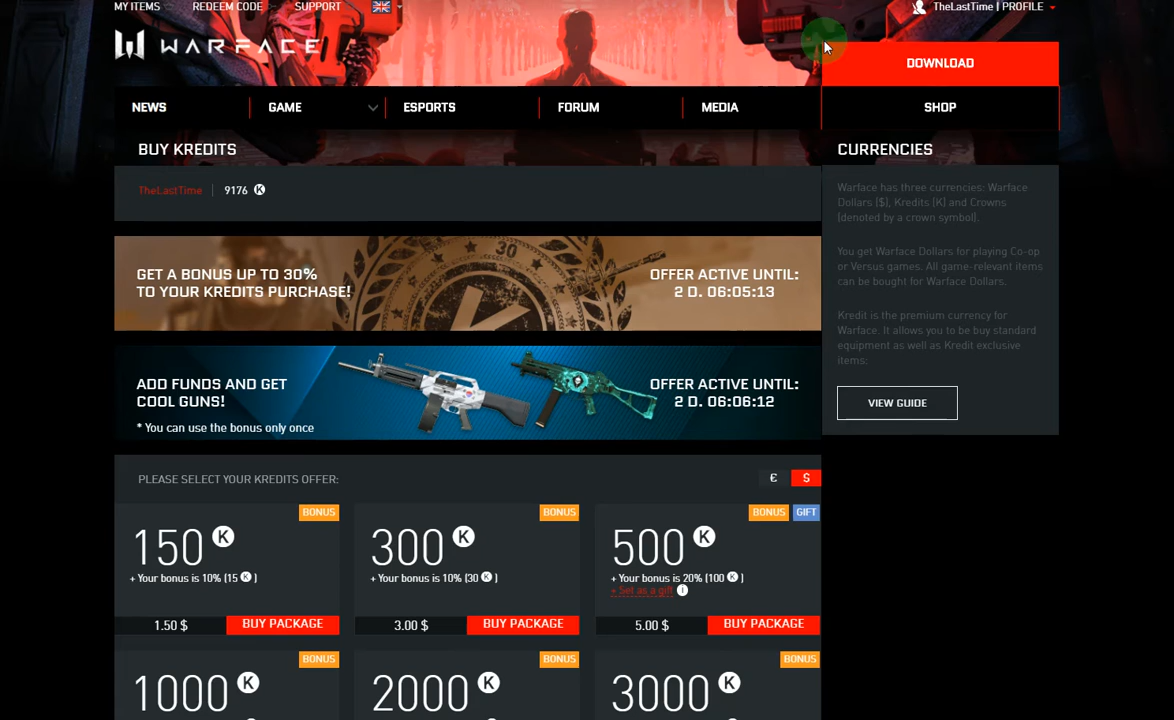 MY ITEMS REDEEM CODE SUPPORT
TheLastTime | PROFILE
WARFACE
DOWNLOAD
NEWS GAME ESPORTS FORUM MEDIA SHOP
BUY KREDITS
CURRENCIES
TheLastTime | 9176 K
Warface has three currencies: Warface
Dollars ($), Kredits (K) and Crowns
(denoted by a crown symbol).
You get Warface Dollars for playing Co-op
or Versus games. All game-relevant items
can be bought for Warface Dollars.
Kredit is the premium currency for
Warface. It allows you to be buy standard
equipment as well as Kredit exclusive
items:
VIEW GUIDE
30
K
GET A BONUS UP TO 30%
TO YOUR KREDITS PURCHASE!
OFFER ACTIVE UNTIL:
2 D. 06:05:13
ADD FUNDS AND GET
COOL GUNS!
* You can use the bonus only once
OFFER ACTIVE UNTIL:
2 D. 06:06:12
PLEASE SELECT YOUR KREDITS OFFER:
€ $
BONUS
150 K
+ Your bonus is 10% (15 K )
1.50 $ BUY PACKAGE
BONUS
300 K
+ Your bonus is 10% (30 K )
3.00 $ BUY PACKAGE
BONUS GIFT
500 K
+ Your bonus is 20% (100 K )
+ Set as a gift i
5.00 $ BUY PACKAGE
BONUS
1000 K
BONUS
2000 K
BONUS
3000 K